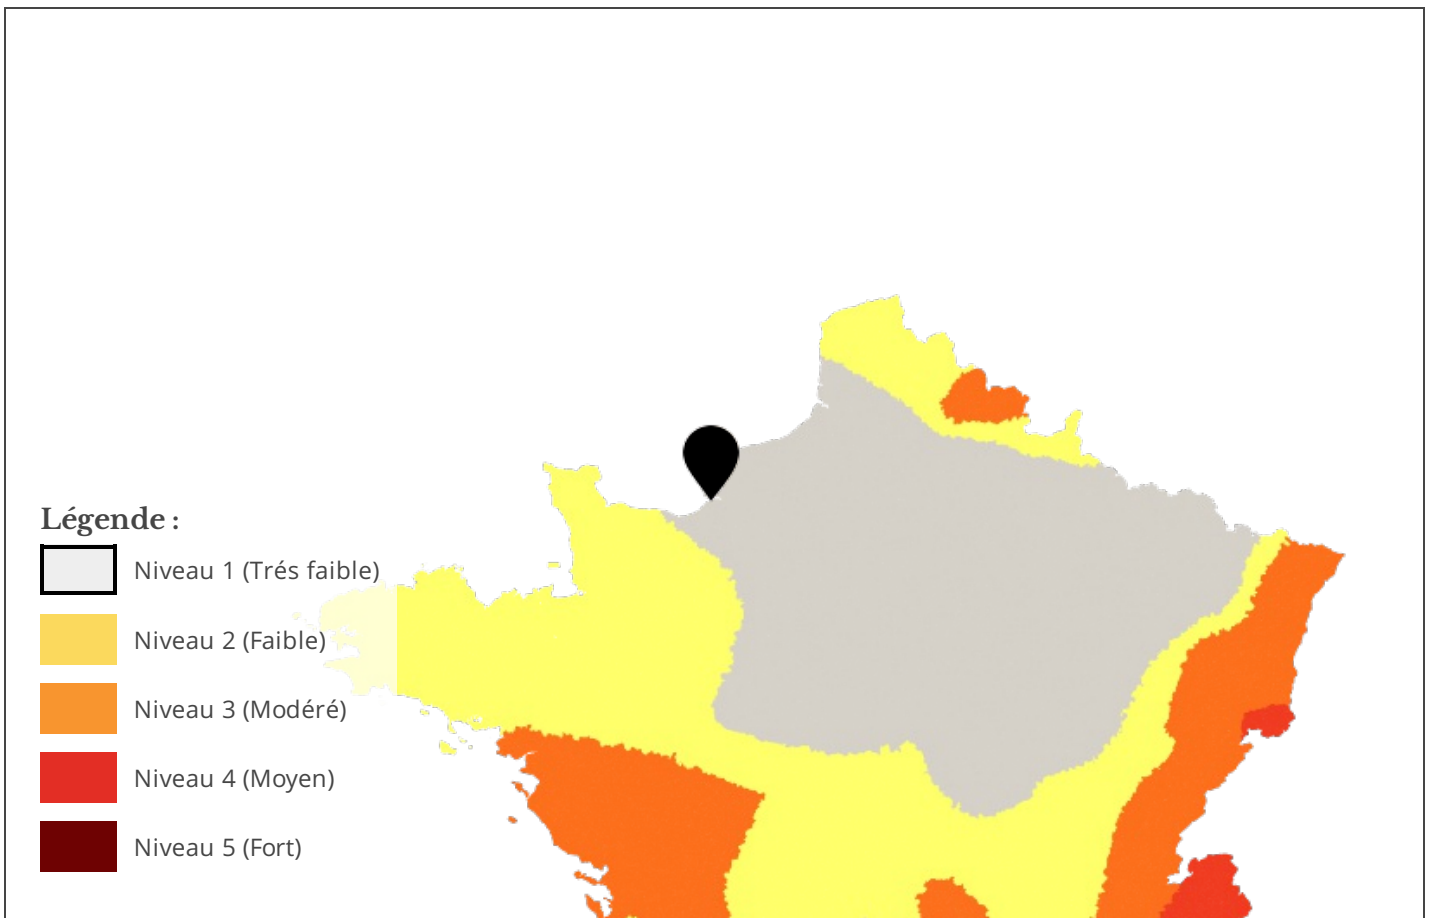 Légende :
Niveau 1 (Trés faible)
Niveau 2 (Faible)
Niveau 3 (Modéré)
Niveau 4 (Moyen)
Niveau 5 (Fort)